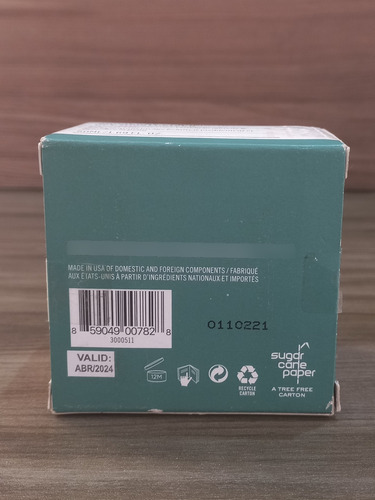 MADE IN USA OF DOMESTIC AND FOREIGN COMPONENTS / FABRIQUÉ
AUX ÉTATS-UNIS À PARTIR D'INGRÉDIENTS NATIONAUX ET IMPORTÉS
8 59049 00782 8
3000511
0110221
VALID:
ABR/2024
12M
RECYCLE
CARTON
sugar
cane
paper
A TREE FREE
CARTON